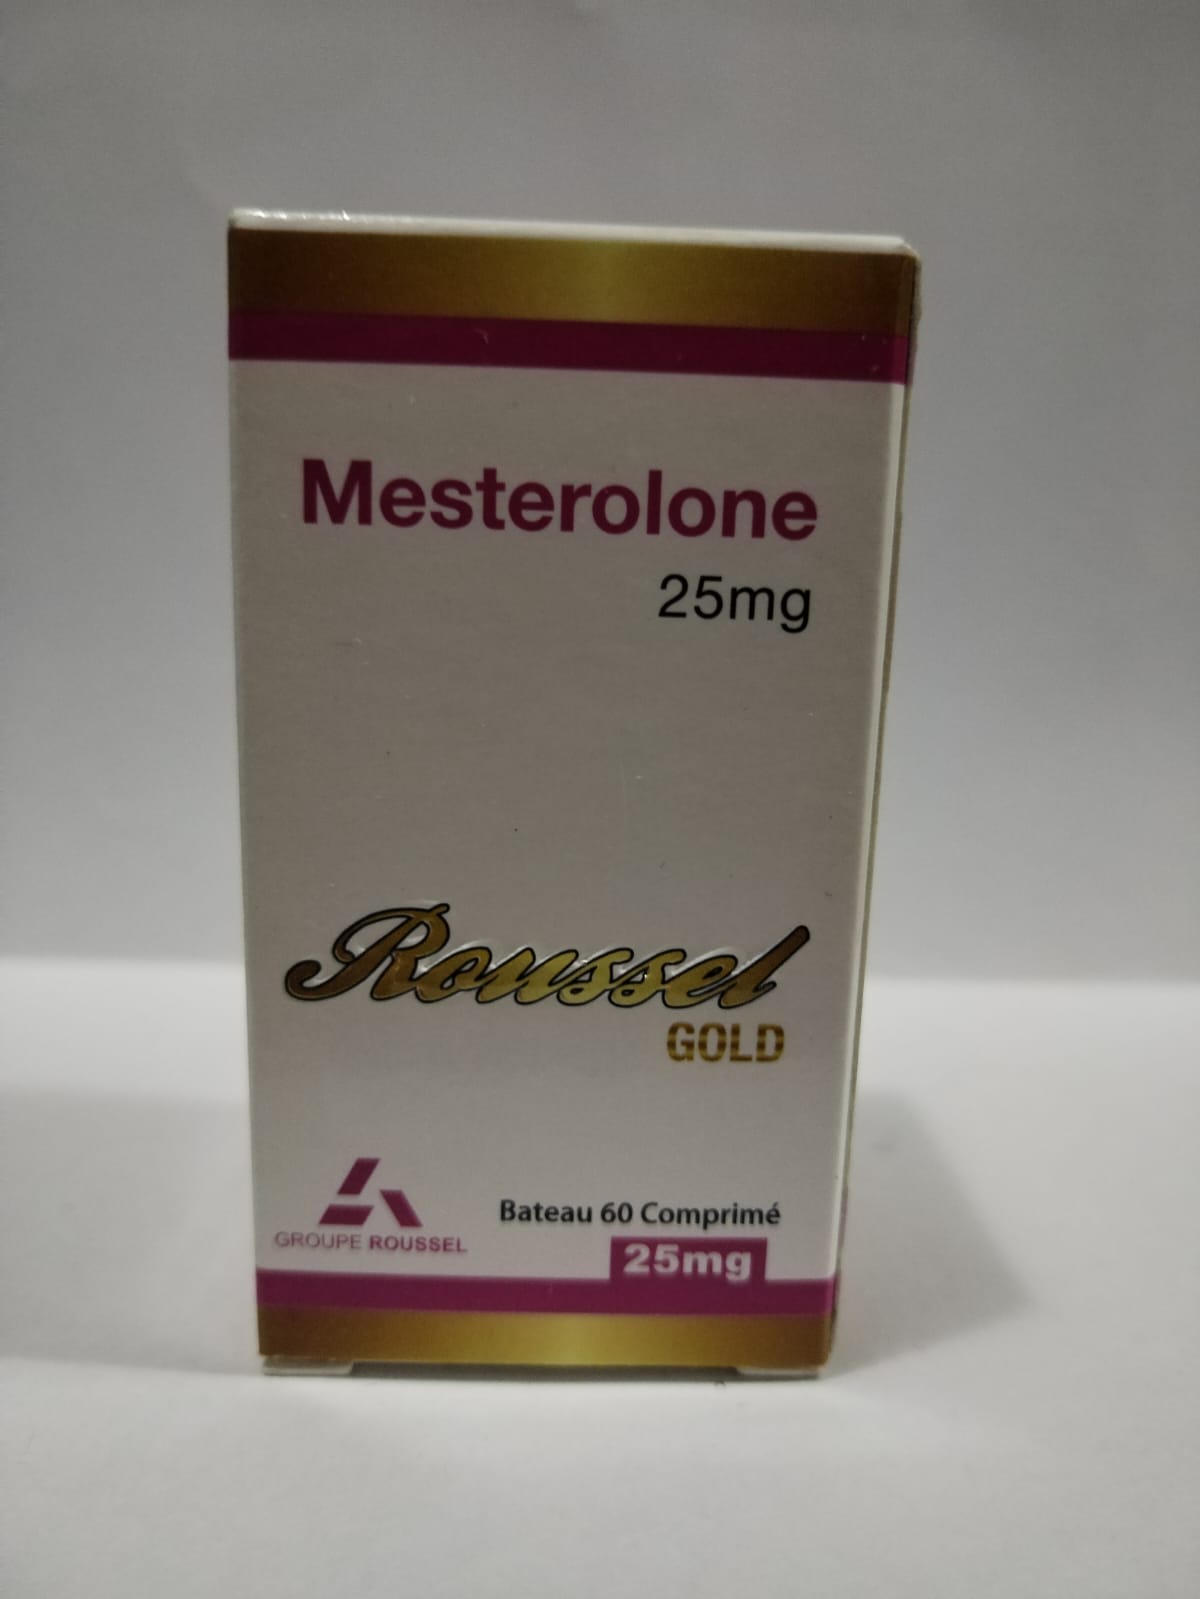 Mesterolone
25mg
Roussel
GOLD
GROUPE ROUSSEL
Bateau 60 Comprimé
25mg